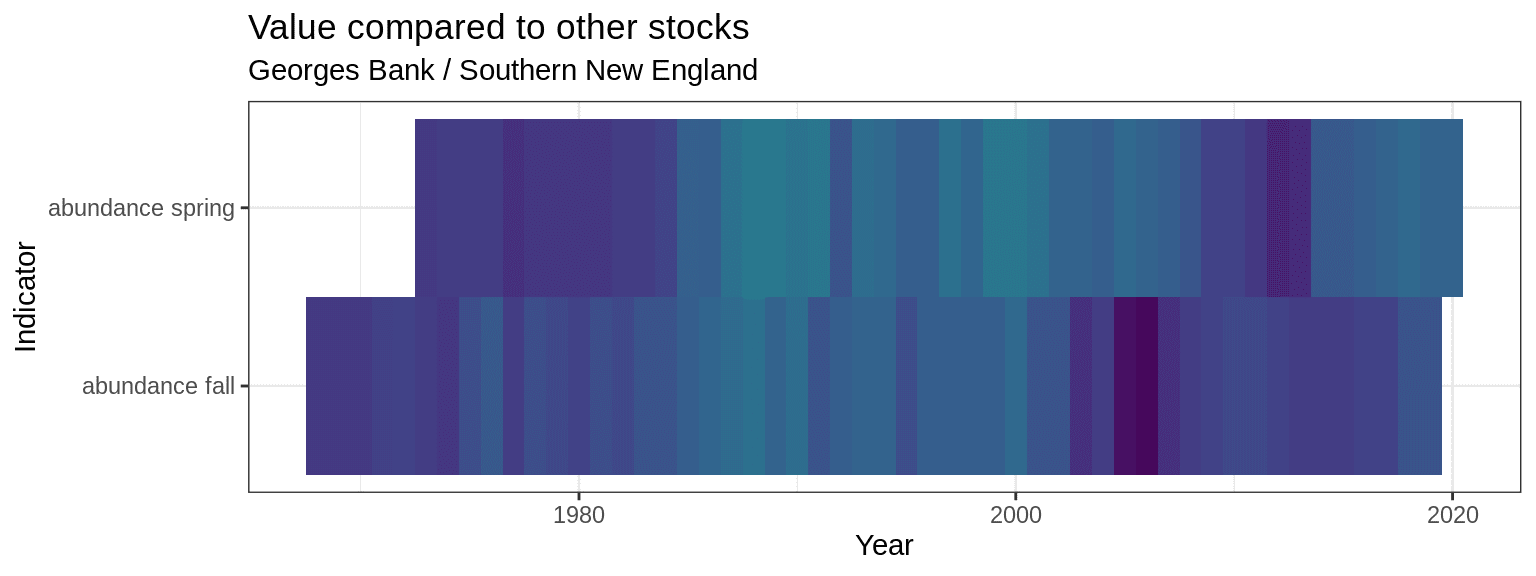 Value compared to other stocks
Georges Bank / Southern New England
Indicator
abundance spring
abundance fall
1980 2000 2020
Year